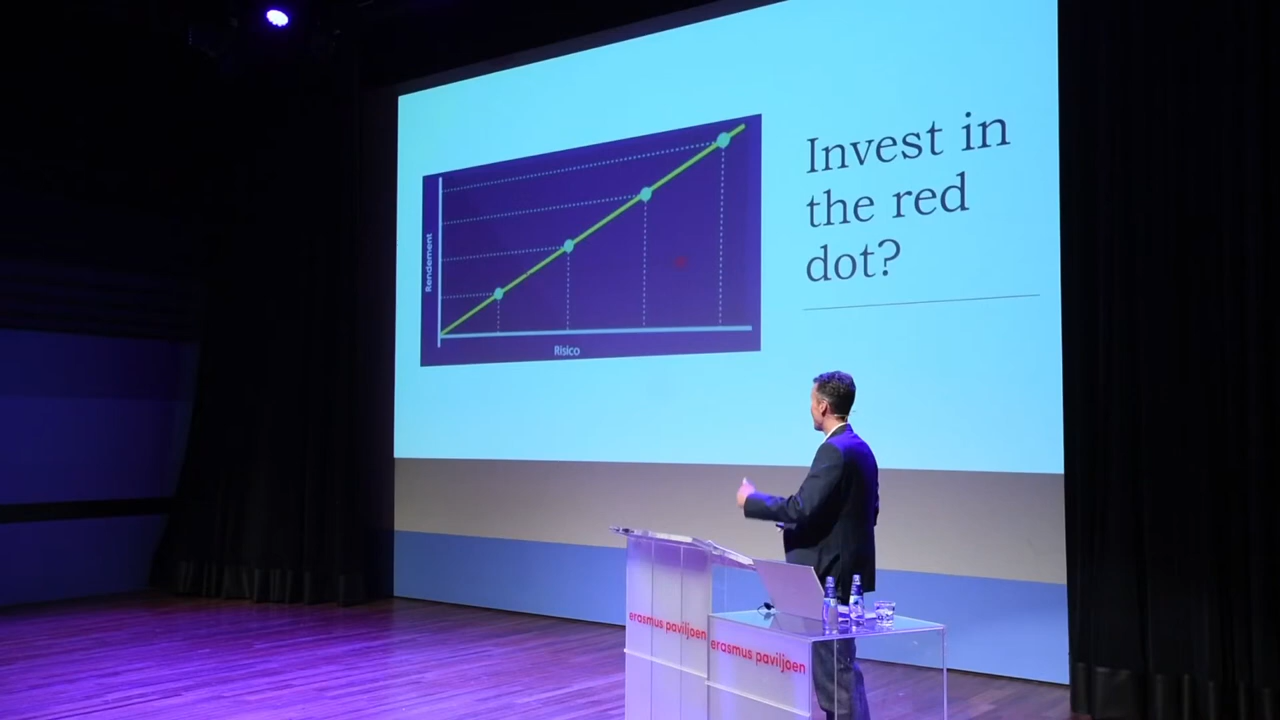 Invest in
the red
dot?
Rendement
Risico
erasmus paviljoen
erasmus paviljoen